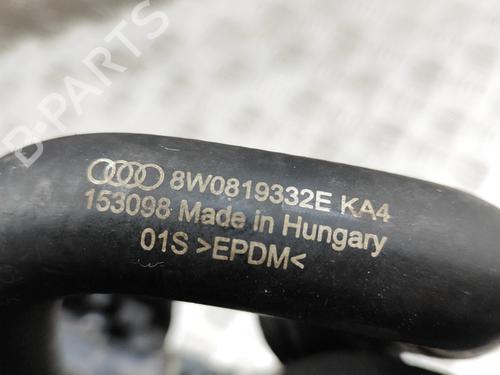 B-PARTS
8W0819332E KA4
153098 Made in Hungary
01S >EPDM<